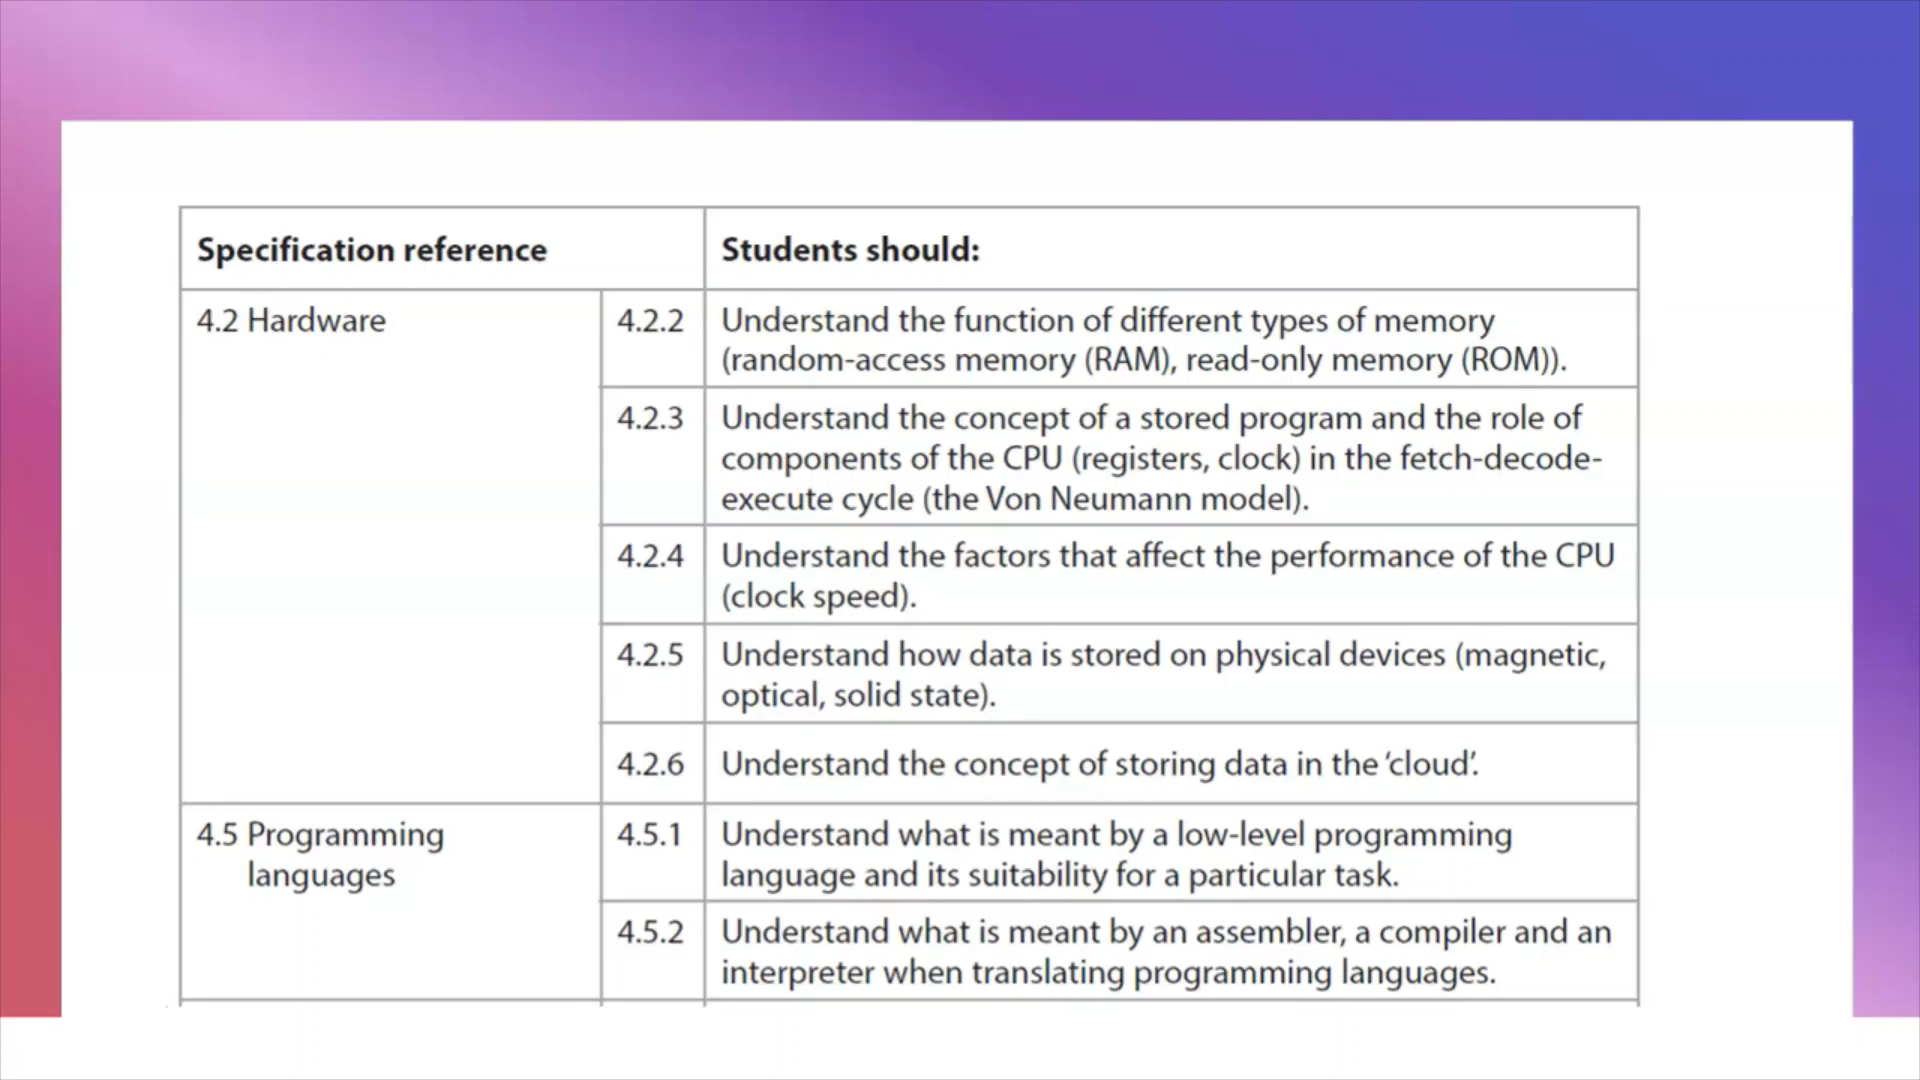 Specification reference
Students should:
4.2 Hardware
4.2.2
Understand the function of different types of memory
(random-access memory (RAM), read-only memory (ROM)).
4.2.3
Understand the concept of a stored program and the role of
components of the CPU (registers, clock) in the fetch-decode-
execute cycle (the Von Neumann model).
4.2.4
Understand the factors that affect the performance of the CPU
(clock speed).
4.2.5
Understand how data is stored on physical devices (magnetic,
optical, solid state).
4.2.6
Understand the concept of storing data in the ‘cloud’.
4.5 Programming
languages
4.5.1
Understand what is meant by a low-level programming
language and its suitability for a particular task.
4.5.2
Understand what is meant by an assembler, a compiler and an
interpreter when translating programming languages.